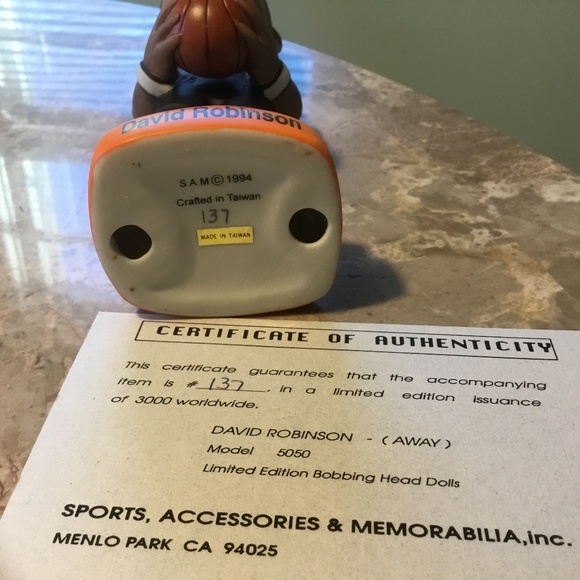 David Robinson
S.A.M © 1994
Crafted in Taiwan
137
MADE IN TAIWAN
CERTIFICATE OF AUTHENTICITY
This certificate guarantees that the accompanying
item is # 137, in a limited edition issuance
of 3000 worldwide.
DAVID ROBINSON - (AWAY)
Model 5050
Limited Edition Bobbing Head Dolls
SPORTS, ACCESSORIES & MEMORABILIA,inc.
MENLO PARK CA 94025